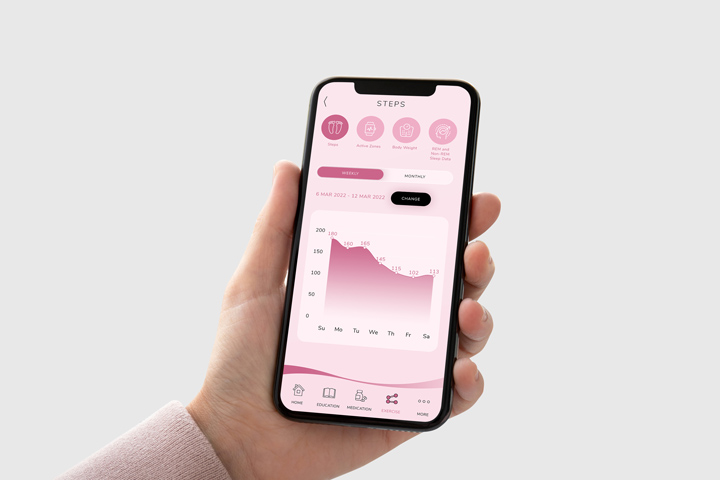 STEPS
Steps
Active Zones
Body Weight
REM and
Non-REM
Sleep Data
WEEKLY
MONTHLY
6 MAR 2022 - 12 MAR 2022
CHANGE
200
150
100
50
0
190
160
165
145
115
102
113
Su Mo Tu We Th Fr Sa
HOME
EDUCATION
MEDICATION
EXERCISE
MORE